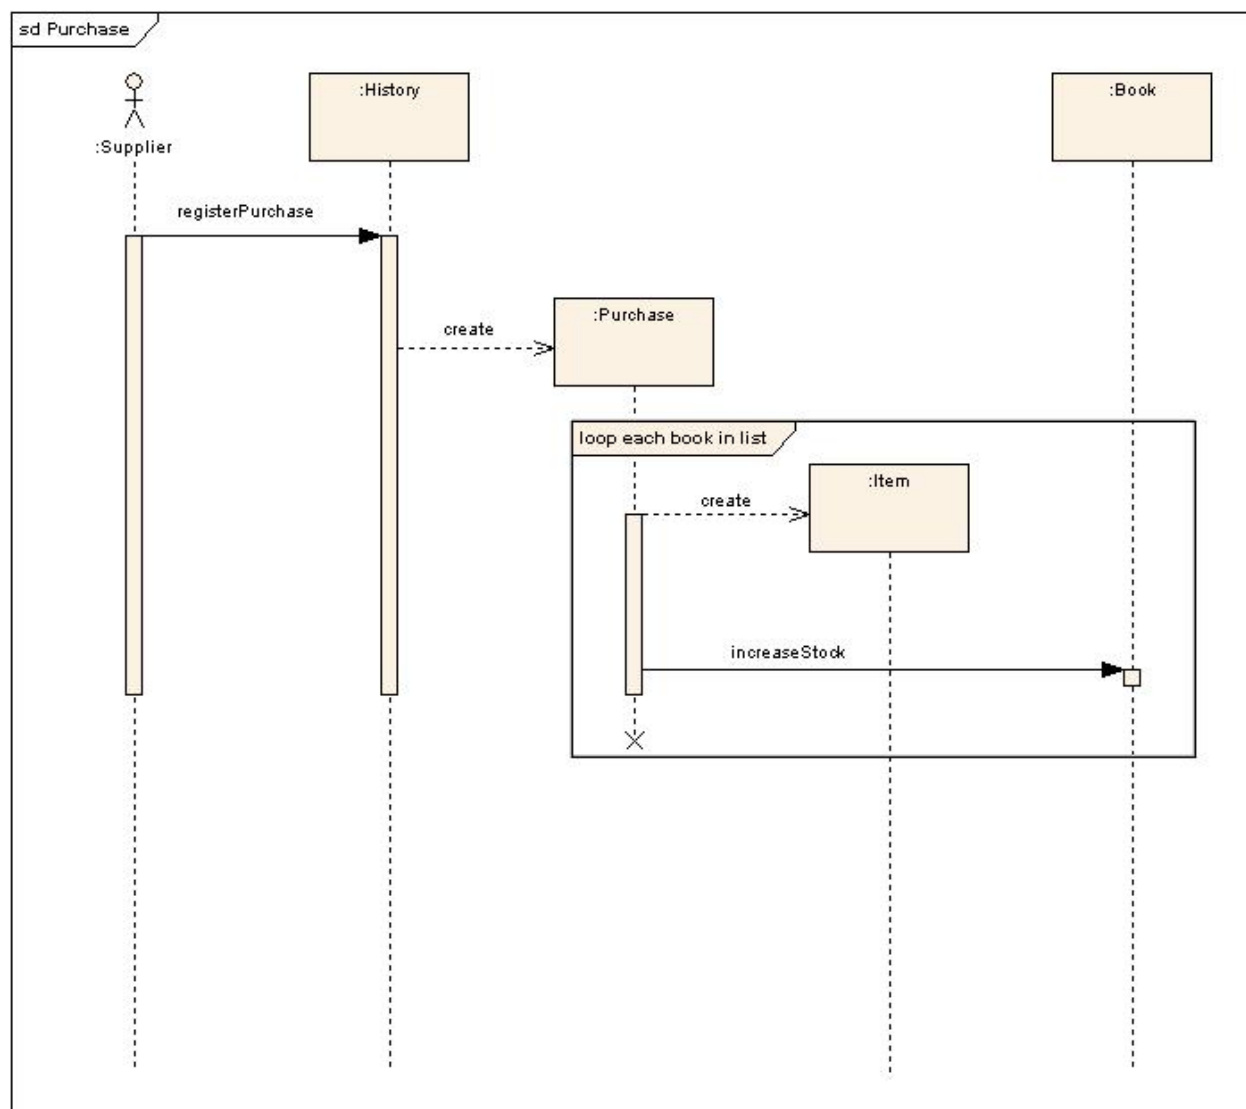 sd Purchase
:History
:Book
:Supplier
registerPurchase
:Purchase
create
loop each book in list
:Item
create
increaseStock